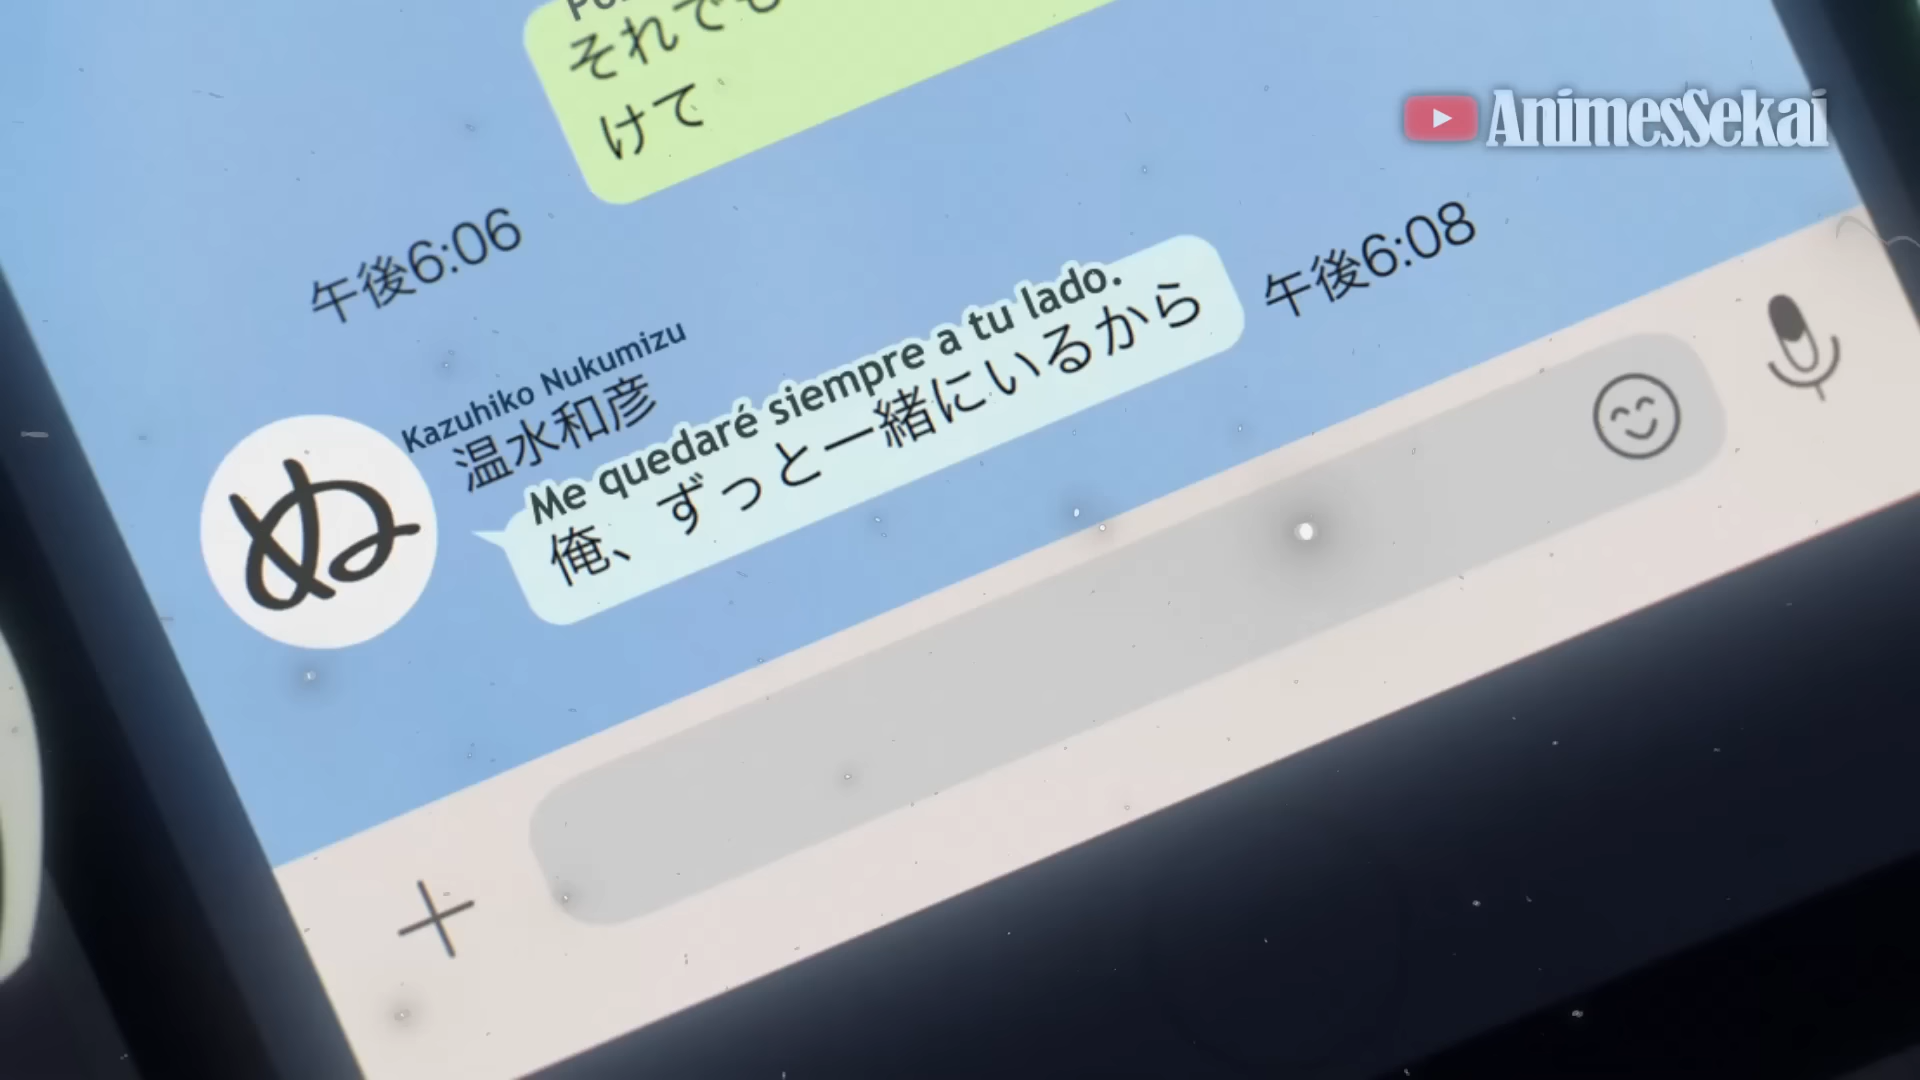 それでも
けて
AnimesSekai
午後6:06
午後6:08
Kazuhiko Nukumizu
温水和彦
ぬ
Me quedaré siempre a tu lado.
俺、ずっと一緒にいるから